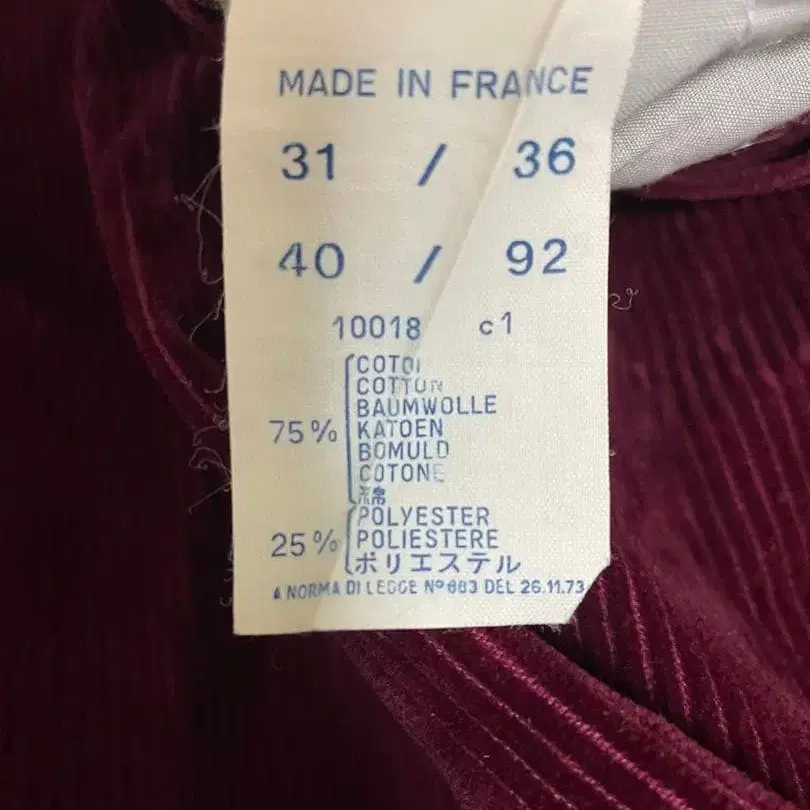 MADE IN FRANCE
31 / 36
40 / 92
10018 c1
COTON
COTTON
BAUMWOLLE
75% KATOEN
BOMULD
COTONE
綿
POLYESTER
25% POLIESTERE
ポリエステル
A NORMA DI LEGGE Nº 883 DEL 26.11.73